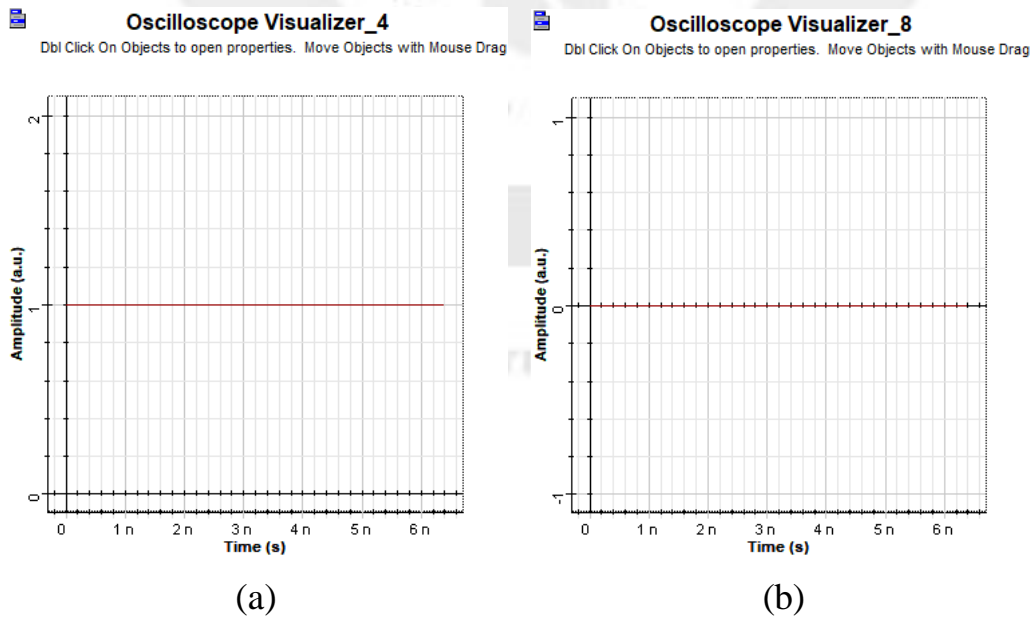 Oscilloscope Visualizer_4
Dbl Click On Objects to open properties. Move Objects with Mouse Drag
2
1
0
Amplitude (a.u.)
0 1 n 2 n 3 n 4 n 5 n 6 n
Time (s)
(a)
Oscilloscope Visualizer_8
Dbl Click On Objects to open properties. Move Objects with Mouse Drag
1
0
-1
Amplitude (a.u.)
0 1 n 2 n 3 n 4 n 5 n 6 n
Time (s)
(b)